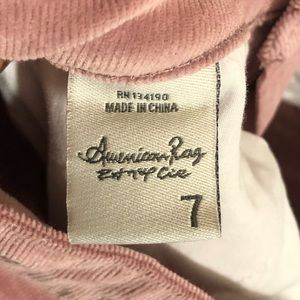 RN 134190
MADE IN CHINA
American Rag
7